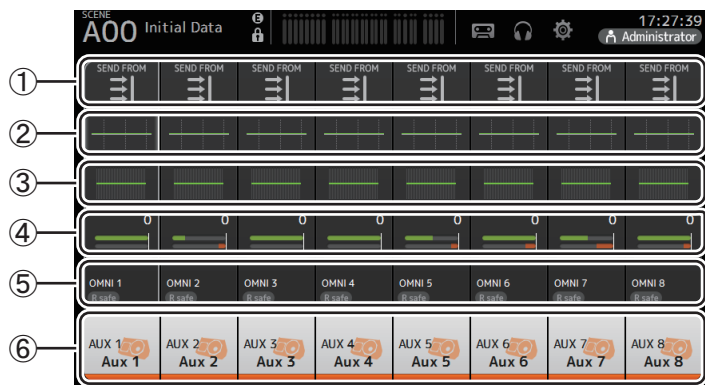 SCENE
A00 Initial Data E 17:27:39
Administrator
① SEND FROM SEND FROM SEND FROM SEND FROM SEND FROM SEND FROM SEND FROM SEND FROM
②
③
④ 0 0 0 0 0 0 0 0
⑤ OMNI 1 OMNI 2 OMNI 3 OMNI 4 OMNI 5 OMNI 6 OMNI 7 OMNI 8
R safe R safe R safe R safe R safe R safe R safe R safe
⑥ AUX 1 AUX 2 AUX 3 AUX 4 AUX 5 AUX 6 AUX 7 AUX 8
Aux 1 Aux 2 Aux 3 Aux 4 Aux 5 Aux 6 Aux 7 Aux 8